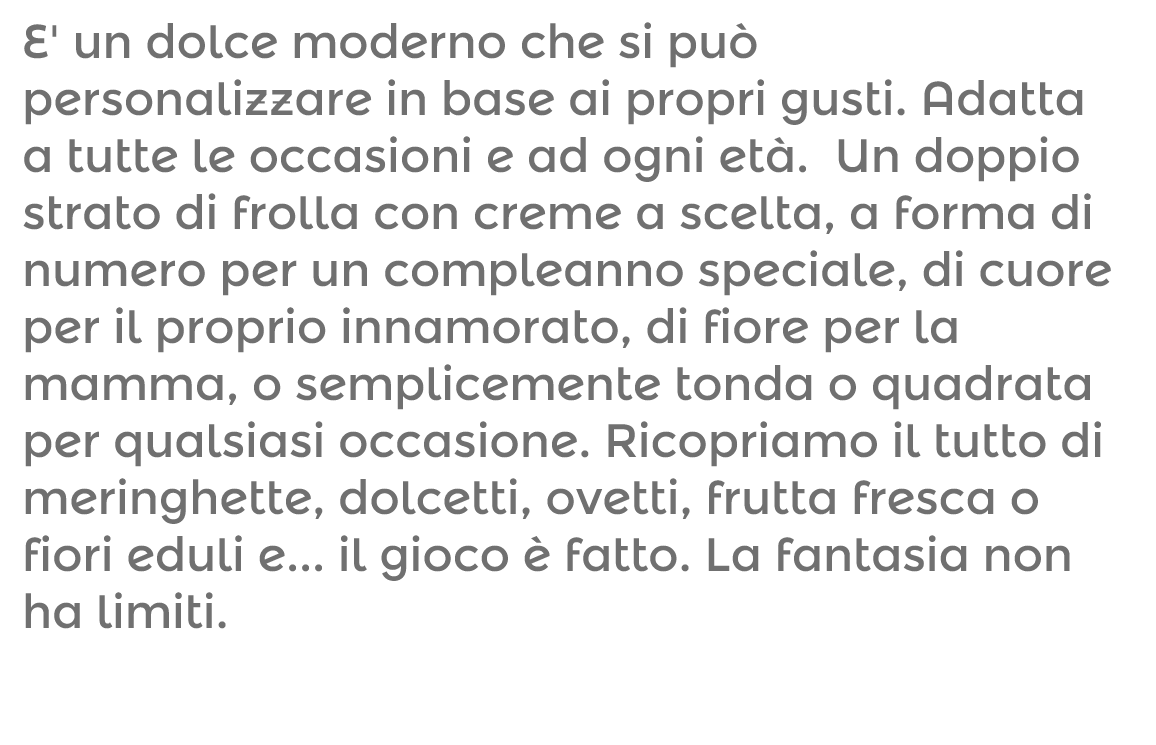 E' un dolce moderno che si può
personalizzare in base ai propri gusti. Adatta
a tutte le occasioni e ad ogni età.  Un doppio
strato di frolla con creme a scelta, a forma di
numero per un compleanno speciale, di cuore
per il proprio innamorato, di fiore per la
mamma, o semplicemente tonda o quadrata
per qualsiasi occasione. Ricopriamo il tutto di
meringhette, dolcetti, ovetti, frutta fresca o
fiori eduli e... il gioco è fatto. La fantasia non
ha limiti.